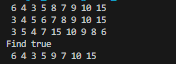 6 4 3 5 8 7 9 10 15
3 4 5 6 7 8 9 10 15
3 5 4 7 15 10 9 8 6
Find true
6 4 3 5 9 7 10 15